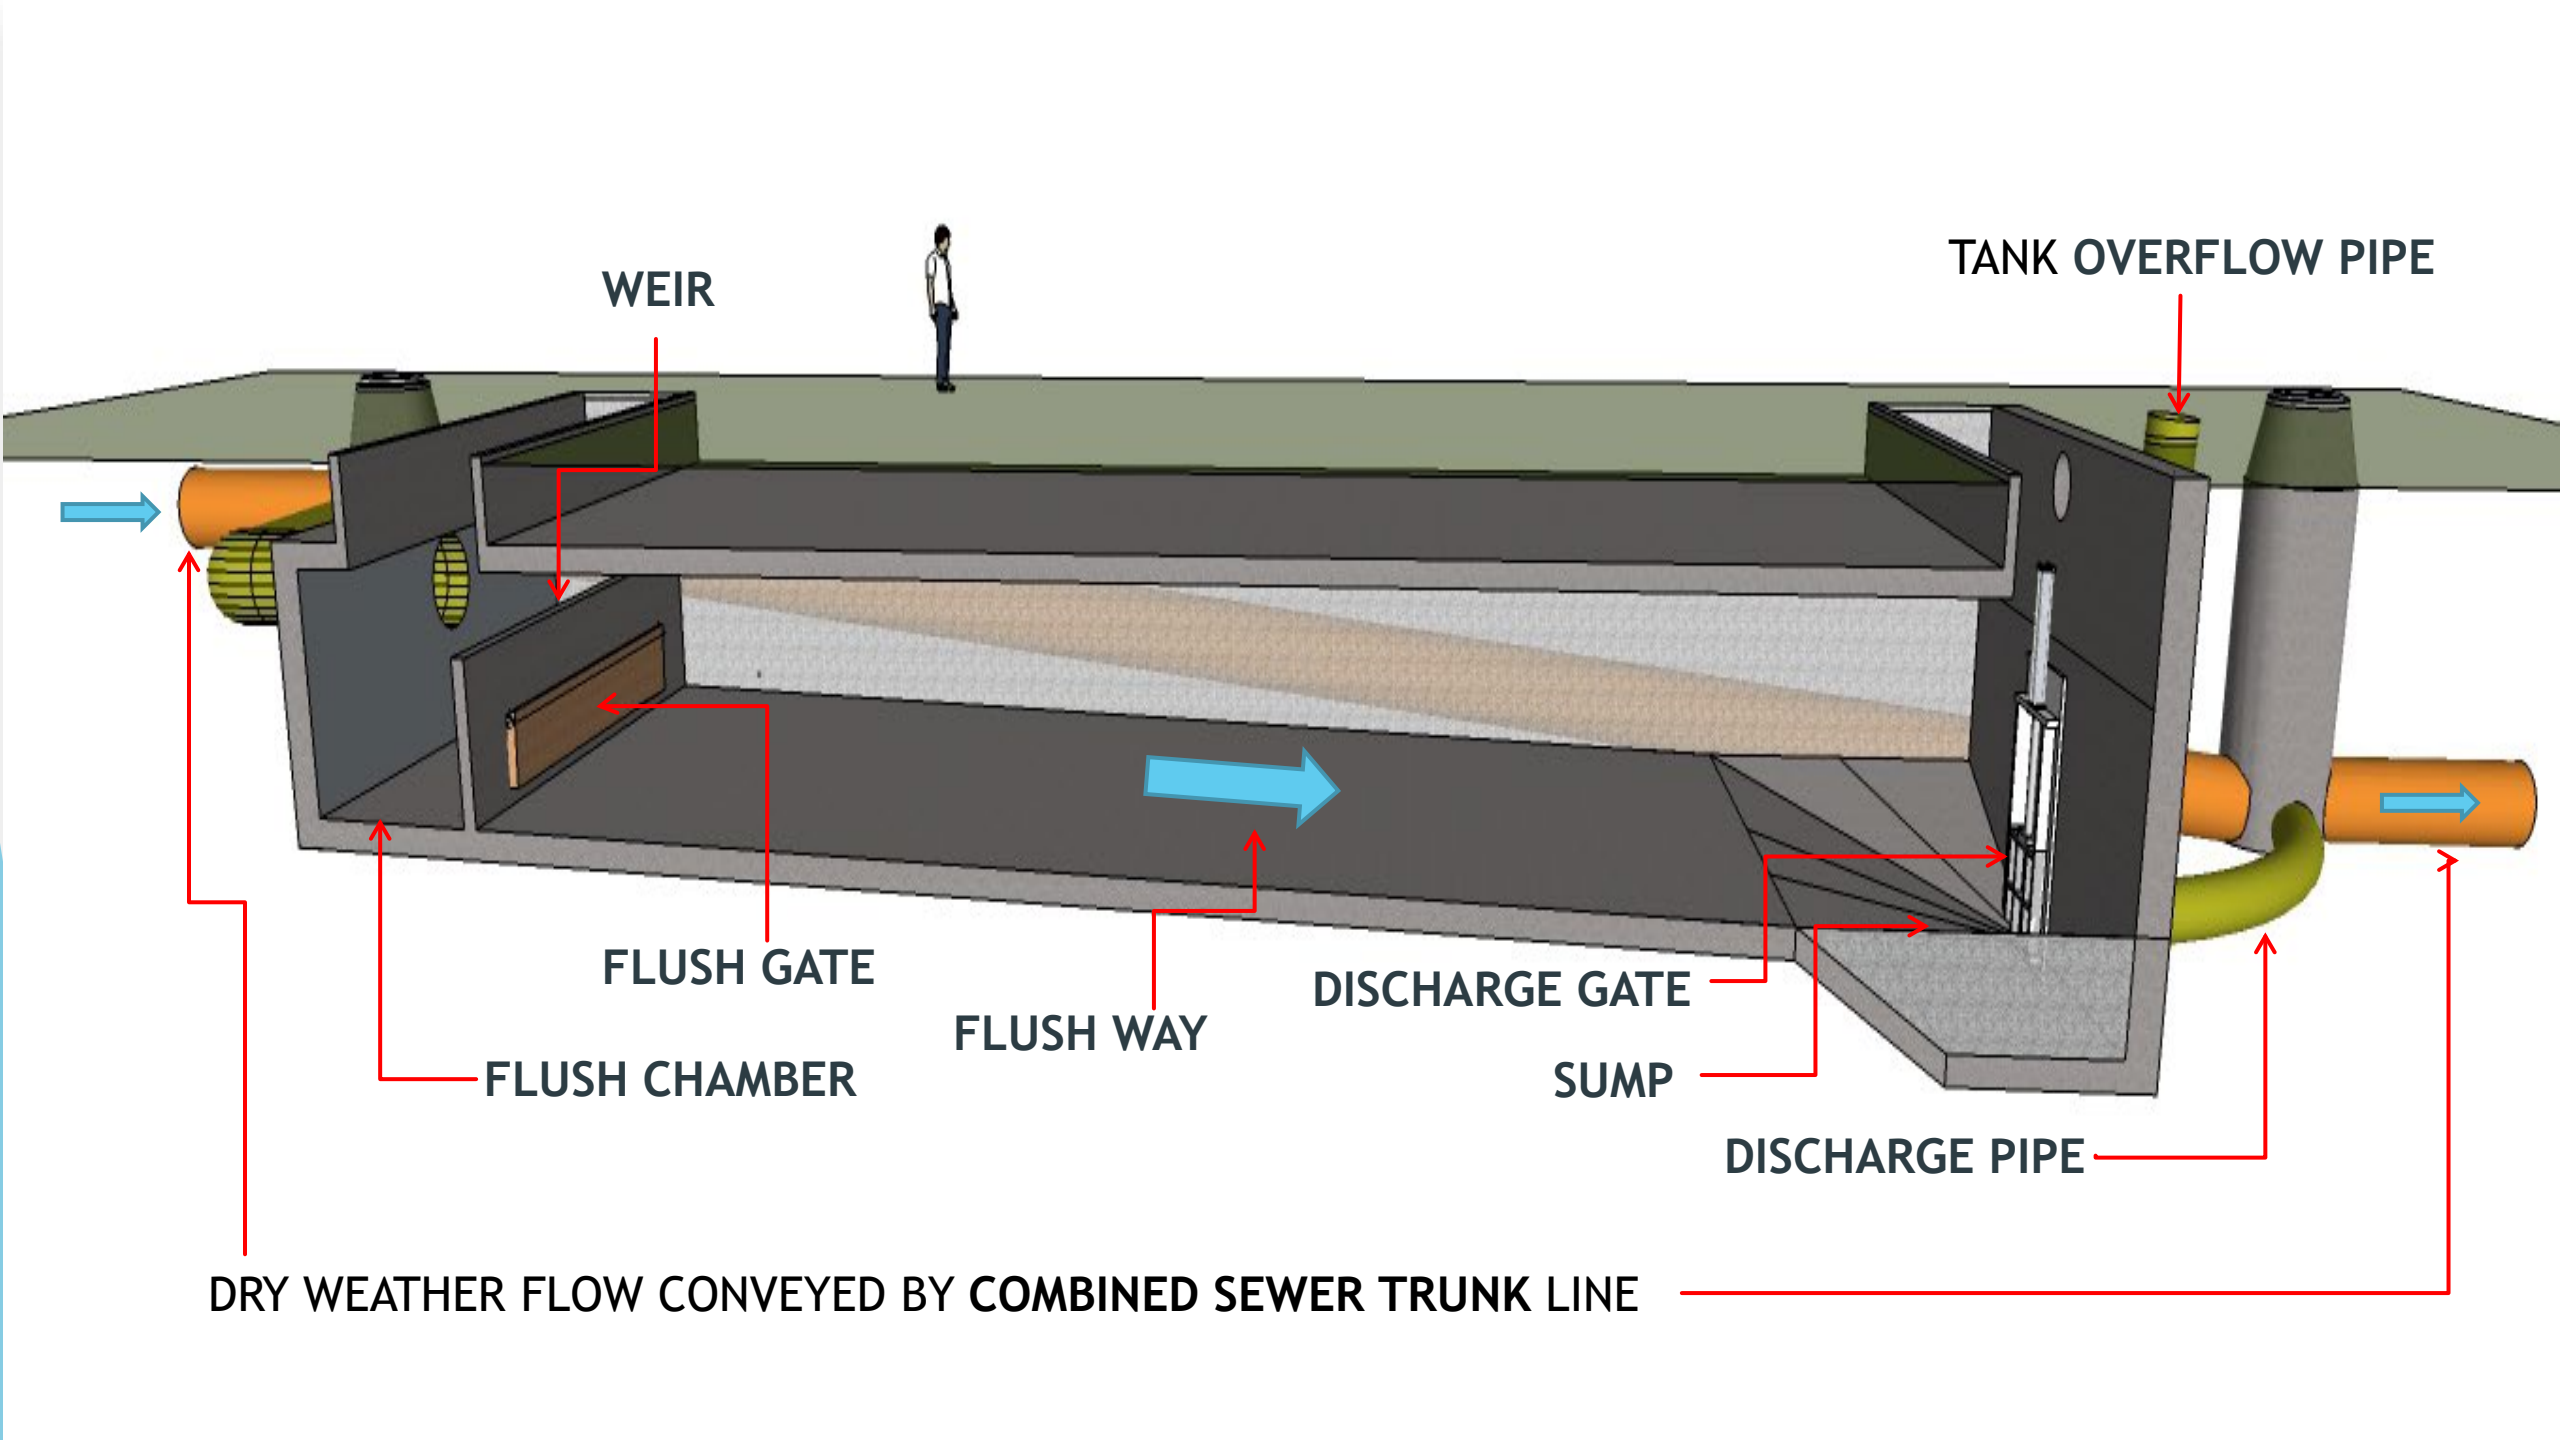 TANK OVERFLOW PIPE
WEIR
FLUSH GATE
DISCHARGE GATE
FLUSH WAY
FLUSH CHAMBER
SUMP
DISCHARGE PIPE
DRY WEATHER FLOW CONVEYED BY COMBINED SEWER TRUNK LINE